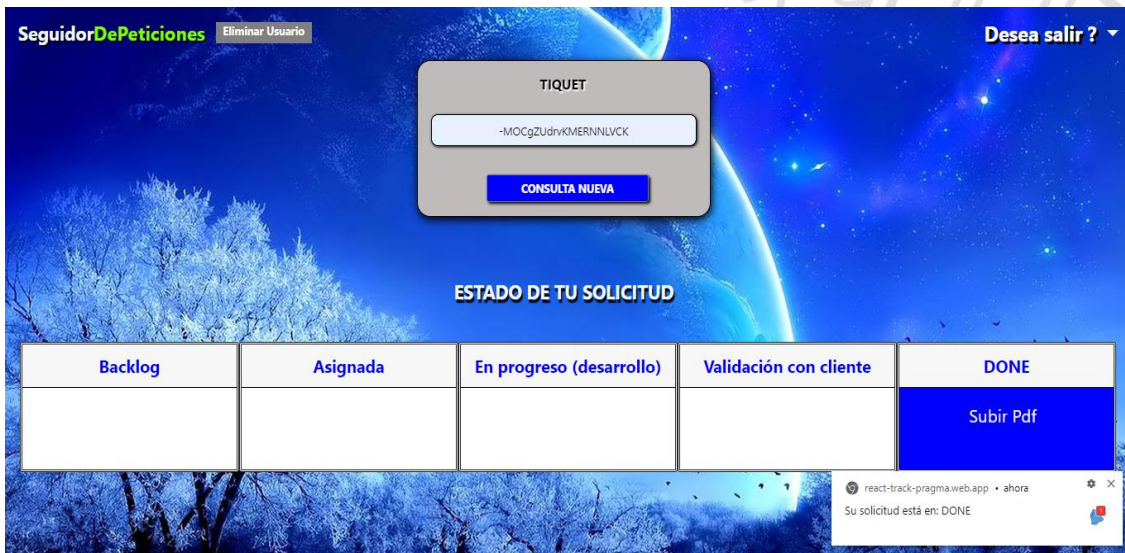 SeguidorDePeticiones Eliminar Usuario
Desea salir ?
TIQUET
-MOCgZUdrvKMERNNLVCK
CONSULTA NUEVA
ESTADO DE TU SOLICITUD
Backlog Asignada En progreso (desarrollo) Validación con cliente DONE
Subir Pdf
react-track-pragma.web.app • ahora
Su solicitud está en: DONE
1